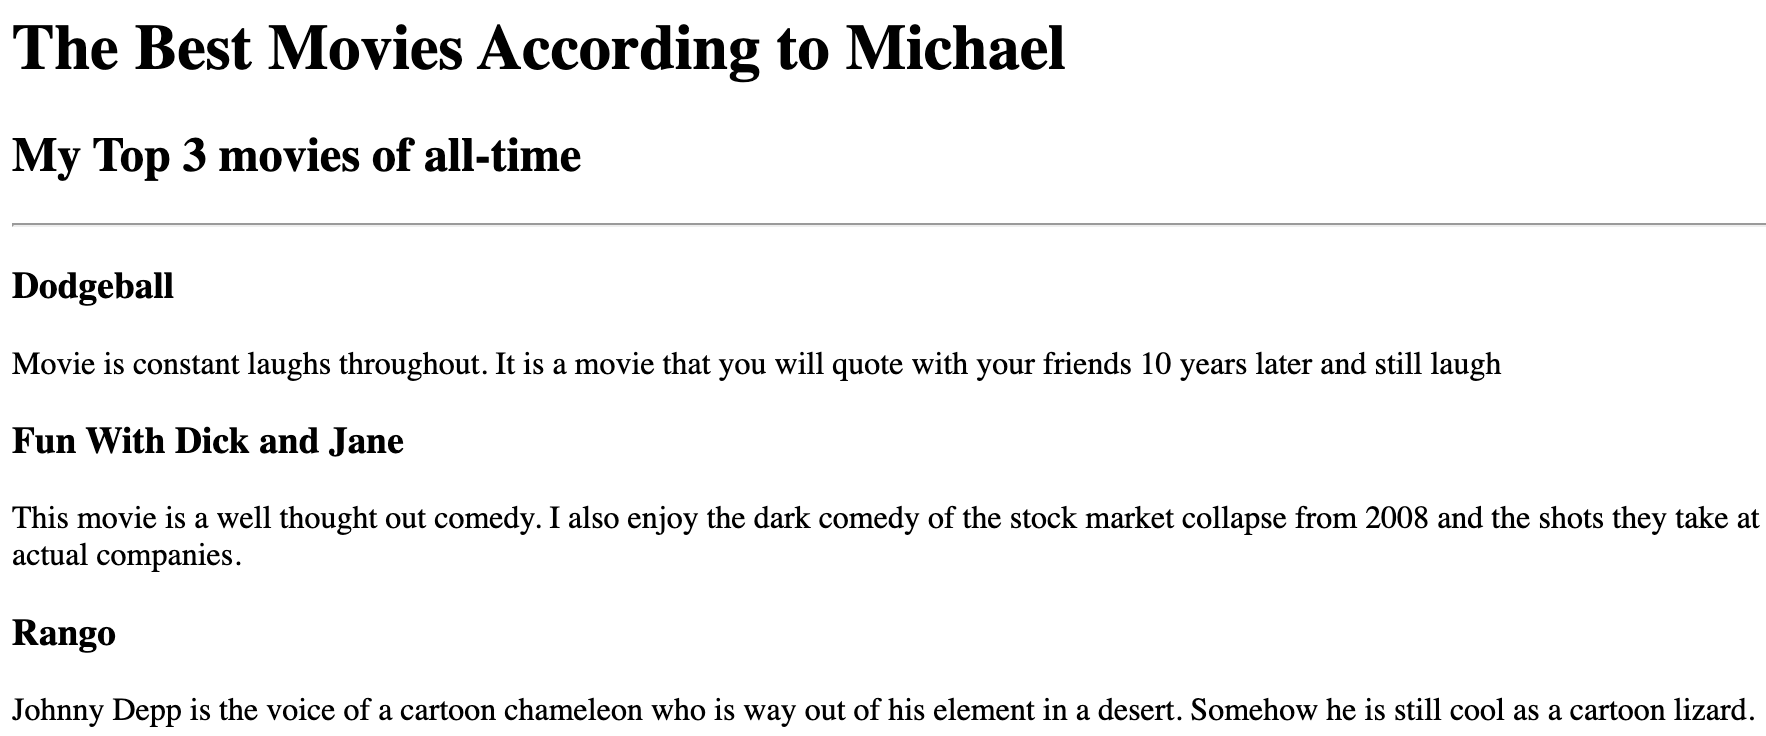 The Best Movies According to Michael
My Top 3 movies of all-time
Dodgeball
Movie is constant laughs throughout. It is a movie that you will quote with your friends 10 years later and still laugh
Fun With Dick and Jane
This movie is a well thought out comedy. I also enjoy the dark comedy of the stock market collapse from 2008 and the shots they take at
actual companies.
Rango
Johnny Depp is the voice of a cartoon chameleon who is way out of his element in a desert. Somehow he is still cool as a cartoon lizard.